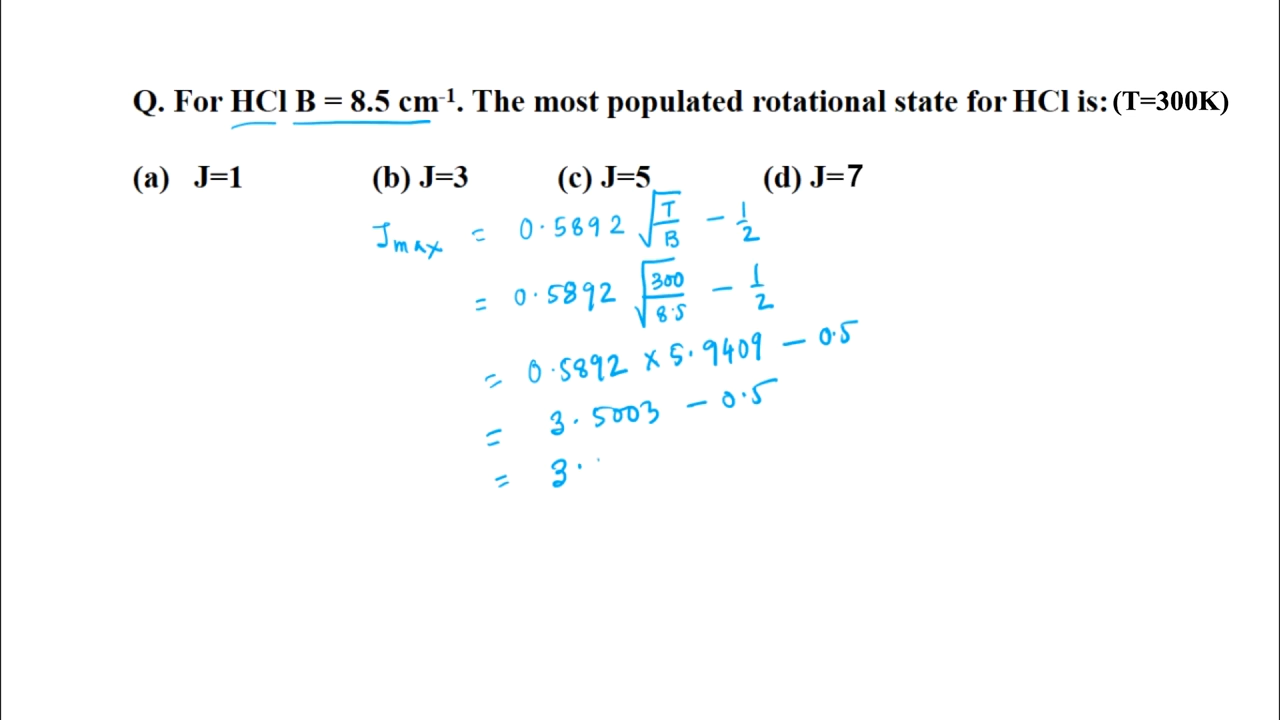 Q. For HCl B = 8.5 cm⁻¹. The most populated rotational state for HCl is: (T=300K)
(a) J=1 (b) J=3 (c) J=5 (d) J=7
Jmax = 0.5892 √(T/B) − 1/2
= 0.5892 √(300/8.5) − 1/2
= 0.5892 × 5.9409 − 0.5
= 3.5003 − 0.5
= 3.